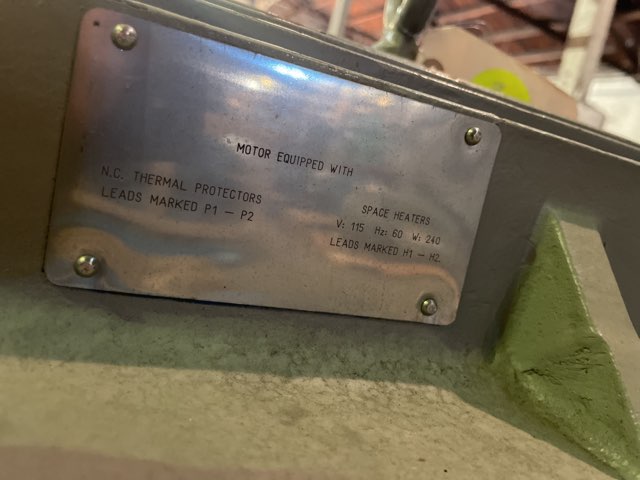 MOTOR EQUIPPED WITH
N.C. THERMAL PROTECTORS
LEADS MARKED P1 – P2
SPACE HEATERS
V: 115 Hz: 60 W: 240
LEADS MARKED H1 – H2.